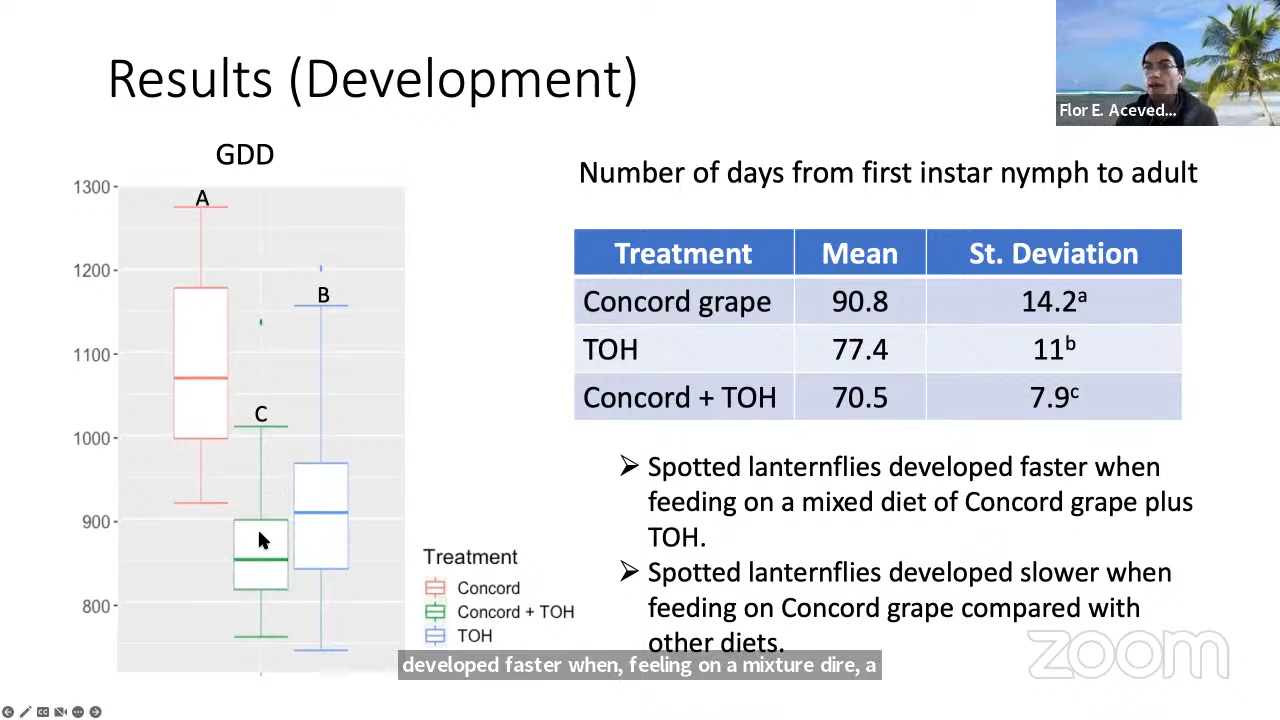 Results (Development)
Flor E. Aceved...
GDD
1300
1200
1100
1000
900
800
A
C
B
Treatment
Concord
Concord + TOH
TOH
Number of days from first instar nymph to adult
Treatment Mean St. Deviation
Concord grape 90.8 14.2ᵃ
TOH 77.4 11ᵇ
Concord + TOH 70.5 7.9ᶜ
➢ Spotted lanternflies developed faster when
feeding on a mixed diet of Concord grape plus
TOH.
➢ Spotted lanternflies developed slower when
feeding on Concord grape compared with
other diets.
zoom
developed faster when, feeling on a mixture dire, a